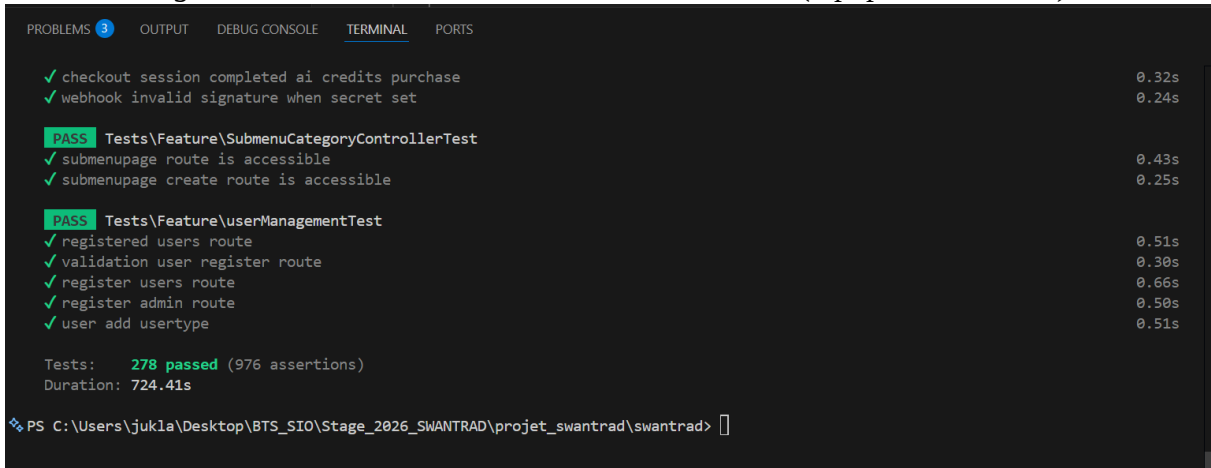 PROBLEMS 3 OUTPUT DEBUG CONSOLE TERMINAL PORTS
✓ checkout session completed ai credits purchase 0.32s
✓ webhook invalid signature when secret set 0.24s
PASS Tests\Feature\SubmenuCategoryControllerTest
✓ submenupage route is accessible 0.43s
✓ submenupage create route is accessible 0.25s
PASS Tests\Feature\userManagementTest
✓ registered users route 0.51s
✓ validation user register route 0.30s
✓ register users route 0.66s
✓ register admin route 0.50s
✓ user add usertype 0.51s
Tests: 278 passed (976 assertions)
Duration: 724.41s
PS C:\Users\jukla\Desktop\BTS_SIO\Stage_2026_SWANTRAD\projet_swantrad\swantrad>